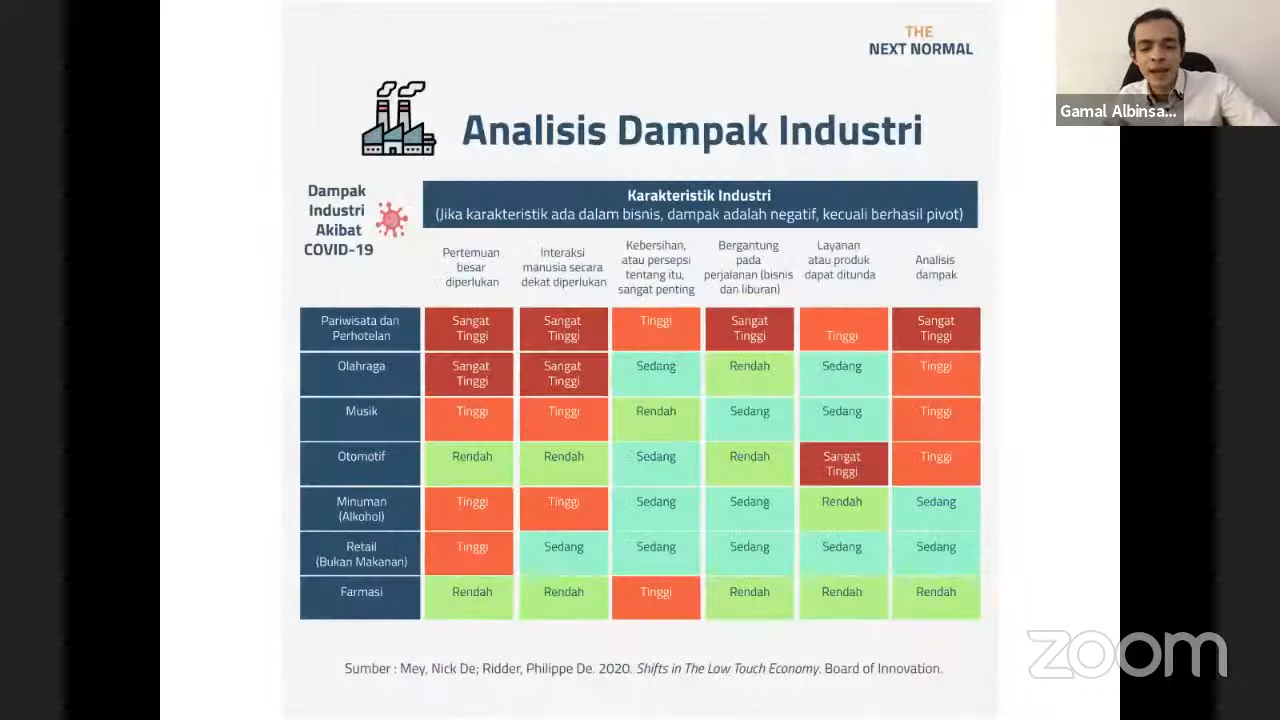 THE
NEXT NORMAL
Gamal Albinsa...
Analisis Dampak Industri
Dampak
Industri
Akibat
COVID-19
Karakteristik Industri
(Jika karakteristik ada dalam bisnis, dampak adalah negatif, kecuali berhasil pivot)
Pertemuan
besar
diperlukan
Interaksi
manusia secara
dekat diperlukan
Kebersihan,
atau persepsi
tentang itu,
sangat penting
Bergantung
pada
perjalanan (bisnis
dan liburan)
Layanan
atau produk
dapat ditunda
Analisis
dampak
Pariwisata dan
Perhotelan
Sangat
Tinggi
Sangat
Tinggi
Tinggi
Sangat
Tinggi
Tinggi
Sangat
Tinggi
Olahraga
Sangat
Tinggi
Sangat
Tinggi
Sedang
Rendah
Sedang
Tinggi
Musik
Tinggi
Tinggi
Rendah
Sedang
Sedang
Tinggi
Otomotif
Rendah
Rendah
Sedang
Rendah
Sangat
Tinggi
Tinggi
Minuman
(Alkohol)
Tinggi
Tinggi
Sedang
Sedang
Rendah
Sedang
Retail
(Bukan Makanan)
Tinggi
Sedang
Sedang
Sedang
Sedang
Sedang
Farmasi
Rendah
Rendah
Tinggi
Rendah
Rendah
Rendah
Sumber : Mey, Nick De; Ridder, Philippe De. 2020. Shifts in The Low Touch Economy. Board of Innovation.
zoom